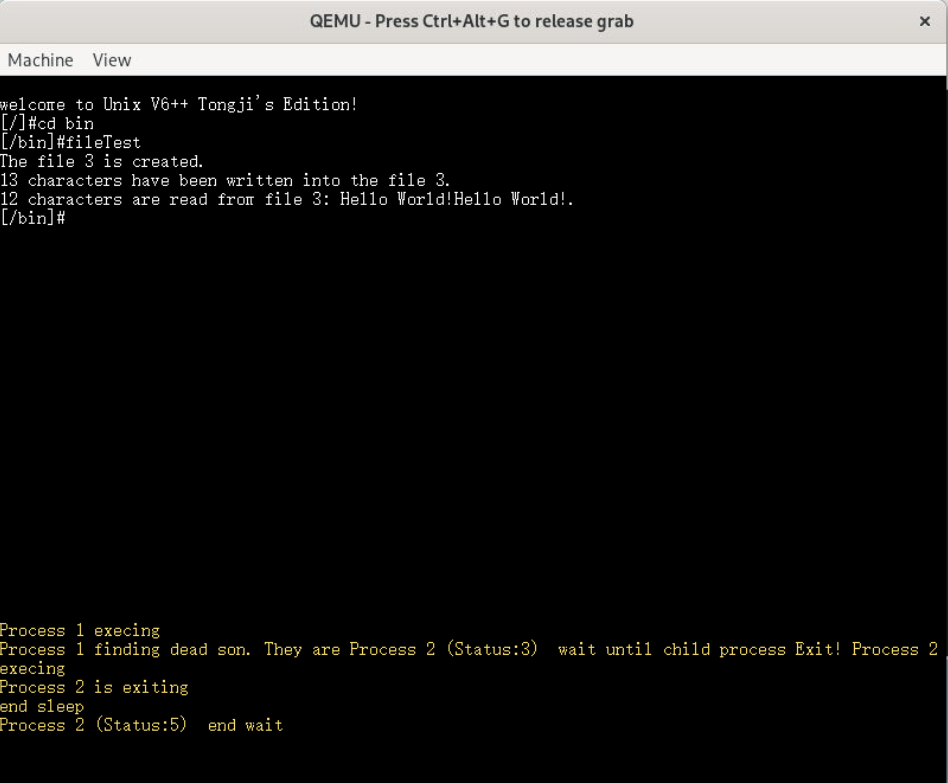 QEMU - Press Ctrl+Alt+G to release grab
×
Machine View
welcome to Unix V6++ Tongji's Edition!
[/]#cd bin
[/bin]#fileTest
The file 3 is created.
13 characters have been written into the file 3.
12 characters are read from file 3: Hello World!Hello World!.
[/bin]#
Process 1 execing
Process 1 finding dead son. They are Process 2 (Status:3)  wait until child process Exit! Process 2
execing
Process 2 is exiting
end sleep
Process 2 (Status:5)  end wait